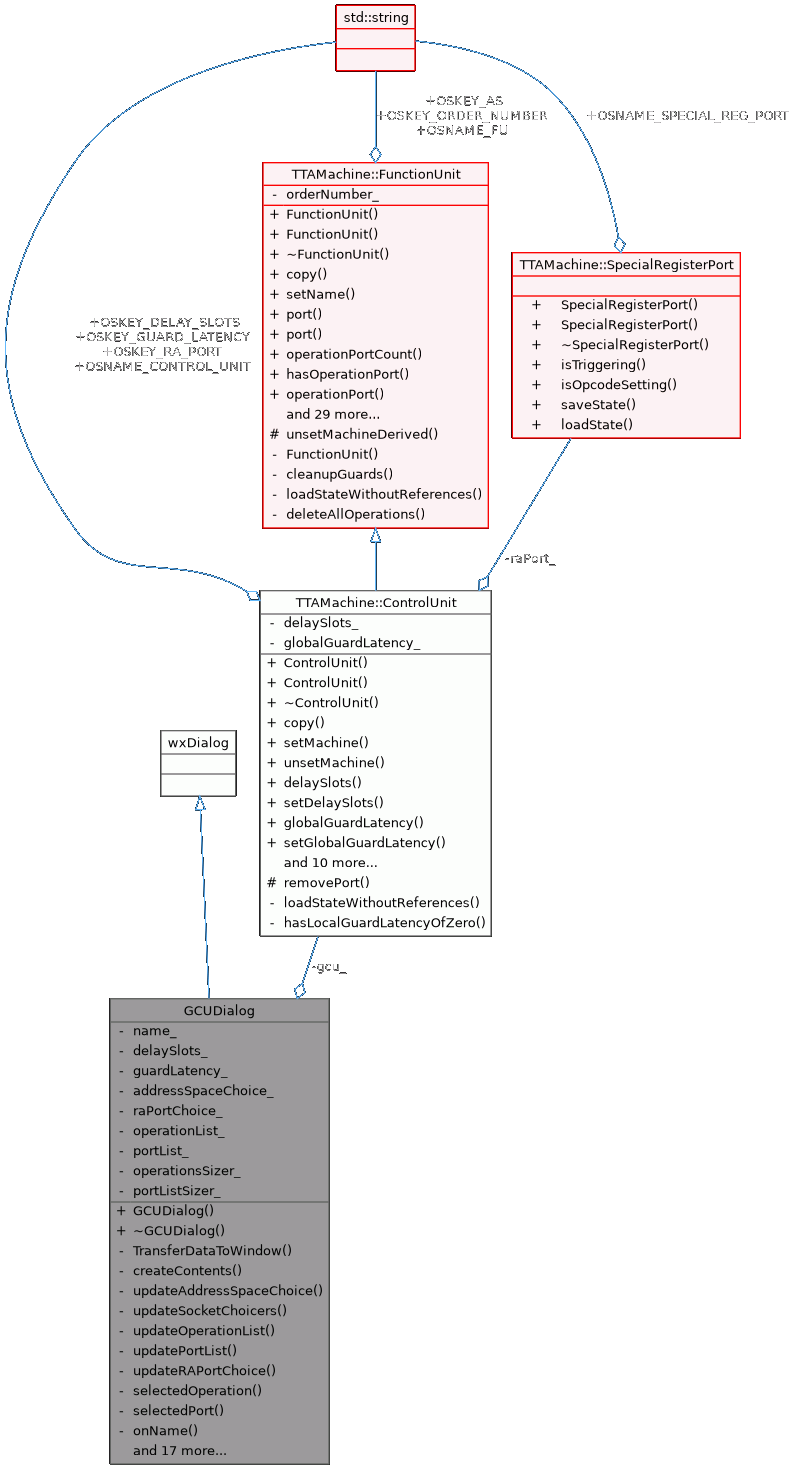 std::string
+OSKEY_AS
+OSKEY_ORDER_NUMBER
+OSNAME_FU
+OSNAME_SPECIAL_REG_PORT
TTAMachine::FunctionUnit
- orderNumber_
+ FunctionUnit()
+ FunctionUnit()
+ ~FunctionUnit()
+ copy()
+ setName()
+ port()
+ port()
+ operationPortCount()
+ hasOperationPort()
+ operationPort()
and 29 more...
# unsetMachineDerived()
- FunctionUnit()
- cleanupGuards()
- loadStateWithoutReferences()
- deleteAllOperations()
TTAMachine::SpecialRegisterPort
+ SpecialRegisterPort()
+ SpecialRegisterPort()
+ ~SpecialRegisterPort()
+ isTriggering()
+ isOpcodeSetting()
+ saveState()
+ loadState()
+OSKEY_DELAY_SLOTS
+OSKEY_GUARD_LATENCY
+OSKEY_RA_PORT
+OSNAME_CONTROL_UNIT
-raPort_
TTAMachine::ControlUnit
- delaySlots_
- globalGuardLatency_
+ ControlUnit()
+ ControlUnit()
+ ~ControlUnit()
+ copy()
+ setMachine()
+ unsetMachine()
+ delaySlots()
+ setDelaySlots()
+ globalGuardLatency()
+ setGlobalGuardLatency()
and 10 more...
# removePort()
- loadStateWithoutReferences()
- hasLocalGuardLatencyOfZero()
wxDialog
-gcu_
GCUDialog
- name_
- delaySlots_
- guardLatency_
- addressSpaceChoice_
- raPortChoice_
- operationList_
- portList_
- operationsSizer_
- portListSizer_
+ GCUDialog()
+ ~GCUDialog()
- TransferDataToWindow()
- createContents()
- updateAddressSpaceChoice()
- updateSocketChoicers()
- updateOperationList()
- updatePortList()
- updateRAPortChoice()
- selectedOperation()
- selectedPort()
- onName()
and 17 more...